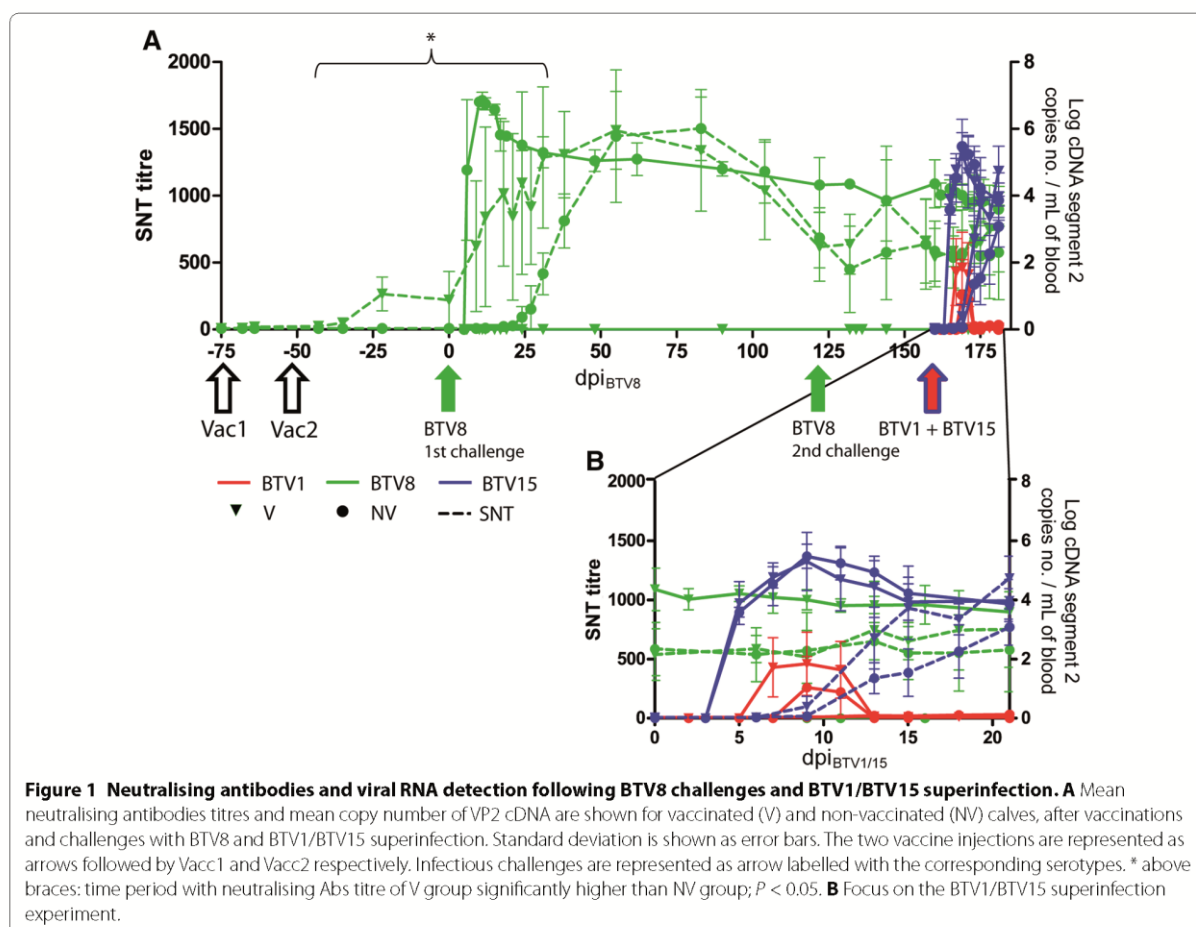 A
*
2000
1500
1000
500
0
SNT titre
8
6
4
2
0
Log cDNA segment 2
copies no. / mL of blood
-75 -50 -25 0 25 50 75 100 125 150 175
dpiBTV8
Vac1
Vac2
BTV8
1st challenge
BTV8
2nd challenge
BTV1 + BTV15
BTV1 BTV8 BTV15
V NV SNT
B
2000
1500
1000
500
0
SNT titre
8
6
4
2
0
Log cDNA segment 2
copies no. / mL of blood
0 5 10 15 20
dpiBTV1/15
Figure 1 Neutralising antibodies and viral RNA detection following BTV8 challenges and BTV1/BTV15 superinfection. A Mean
neutralising antibodies titres and mean copy number of VP2 cDNA are shown for vaccinated (V) and non-vaccinated (NV) calves, after vaccinations
and challenges with BTV8 and BTV1/BTV15 superinfection. Standard deviation is shown as error bars. The two vaccine injections are represented as
arrows followed by Vacc1 and Vacc2 respectively. Infectious challenges are represented as arrow labelled with the corresponding serotypes. * above
braces: time period with neutralising Abs titre of V group significantly higher than NV group; P < 0.05. B Focus on the BTV1/BTV15 superinfection
experiment.